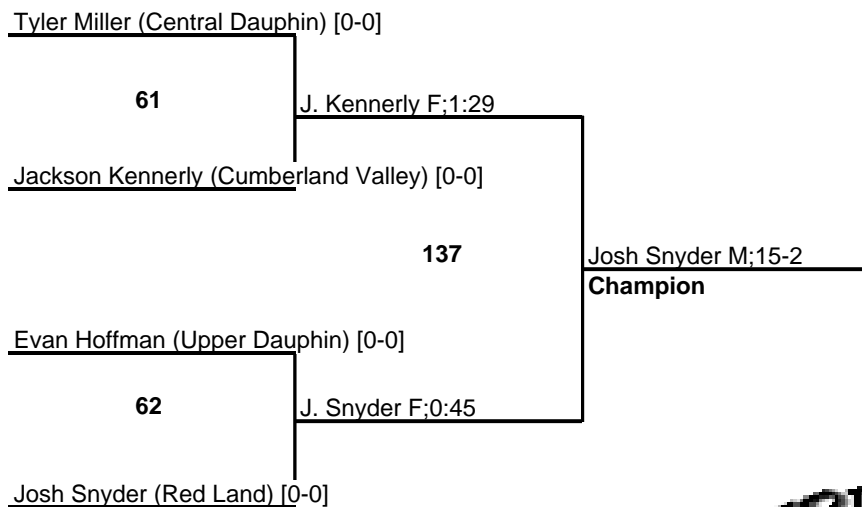 Tyler Miller (Central Dauphin) [0-0]
61
J. Kennerly F;1:29
Jackson Kennerly (Cumberland Valley) [0-0]
137
Josh Snyder M;15-2
Champion
Evan Hoffman (Upper Dauphin) [0-0]
62
J. Snyder F;0:45
Josh Snyder (Red Land) [0-0]